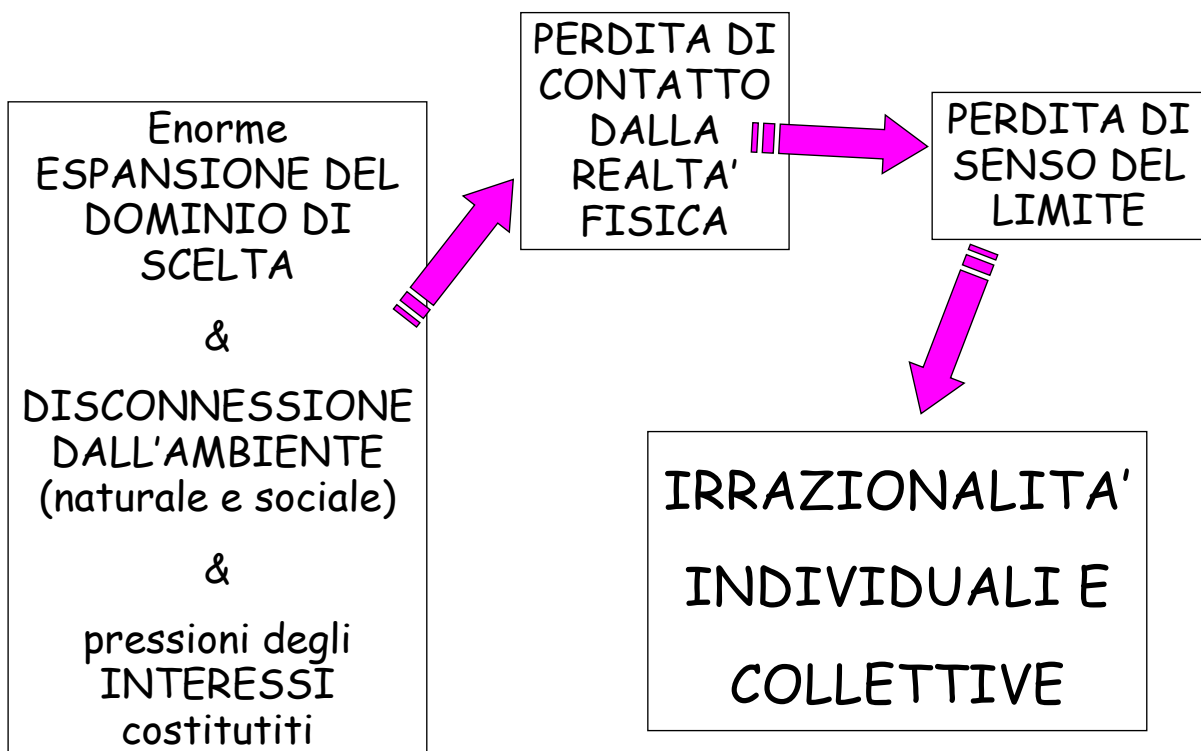 Enorme
ESPANSIONE DEL
DOMINIO DI
SCELTA
&
DISCONNESSIONE
DALL'AMBIENTE
(naturale e sociale)
&
pressioni degli
INTERESSI
costitutiti
PERDITA DI
CONTATTO
DALLA
REALTA'
FISICA
PERDITA DI
SENSO DEL
LIMITE
IRRAZIONALITA'
INDIVIDUALI E
COLLETTIVE